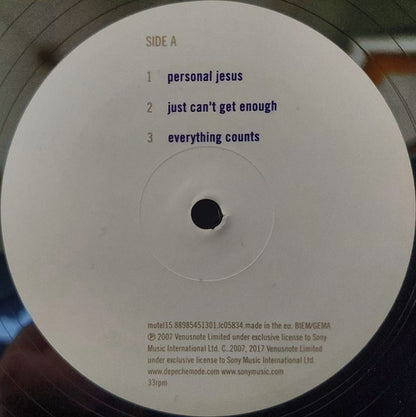 SIDE A
1 personal jesus
2 just can't get enough
3 everything counts
motel15.88985451301.lc05834.made in the eu. BIEM/GEMA
℗ 2007 Venusnote Limited under exclusive license to Sony
Music International Ltd. C..2007, 2017 Venusnote Limited
under exclusive license to Sony Music International Ltd.
www.depechemode.com www.sonymusic.com
33rpm